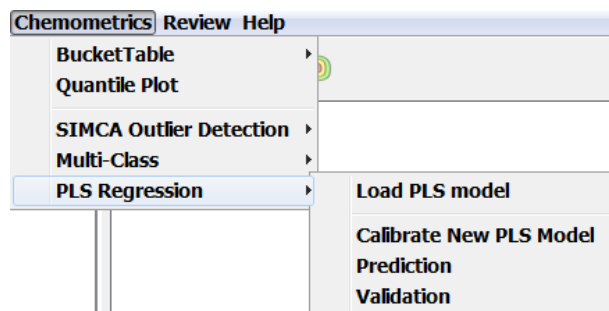 Chemometrics Review Help
BucketTable
Quantile Plot
SIMCA Outlier Detection
Multi-Class
PLS Regression
Load PLS model
Calibrate New PLS Model
Prediction
Validation